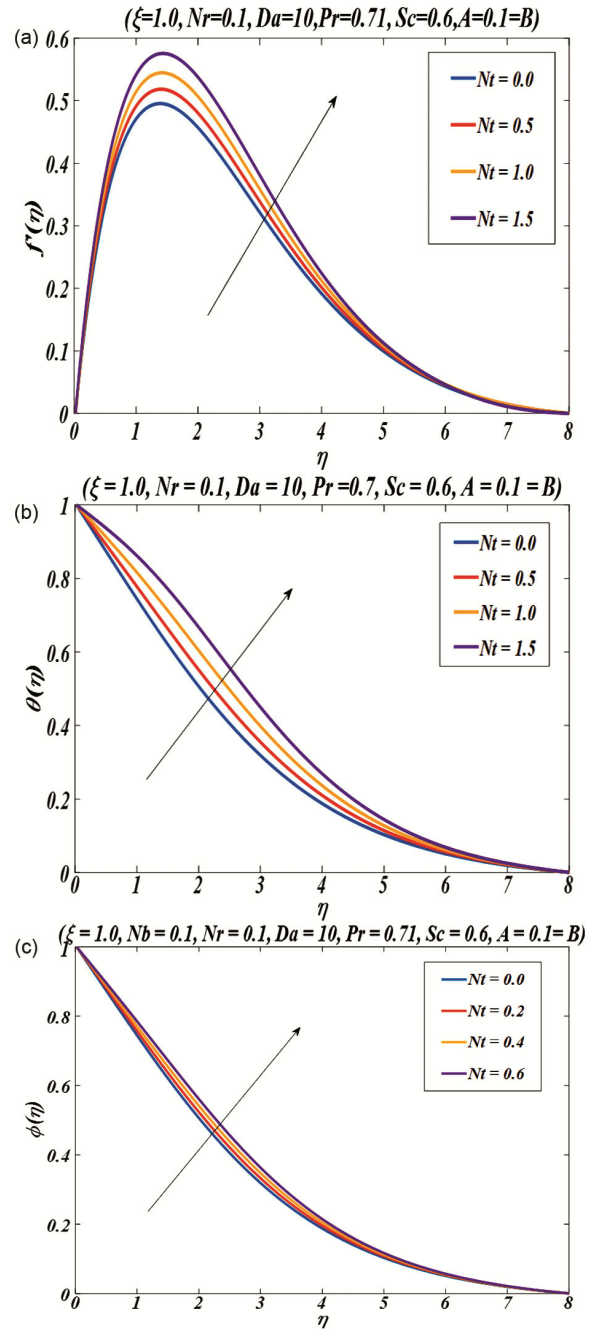 (ξ=1.0, Nr=0.1, Da=10,Pr=0.71, Sc=0.6,A=0.1=B)
(a)
0.6
0.5
0.4
0.3
0.2
0.1
0
f'(η)
Nt = 0.0
Nt = 0.5
Nt = 1.0
Nt = 1.5
0 1 2 3 4 5 6 7 8
η
(ξ = 1.0, Nr = 0.1, Da = 10, Pr =0.7, Sc = 0.6, A = 0.1 = B)
(b)
1
0.8
0.6
0.4
0.2
0
θ(η)
Nt = 0.0
Nt = 0.5
Nt = 1.0
Nt = 1.5
0 1 2 3 4 5 6 7 8
η
(c)
(ξ = 1.0, Nb = 0.1, Nr = 0.1, Da = 10, Pr = 0.71, Sc = 0.6, A = 0.1= B)
1
0.8
0.6
0.4
0.2
0
ϕ(η)
Nt = 0.0
Nt = 0.2
Nt = 0.4
Nt = 0.6
0 1 2 3 4 5 6 7 8
η